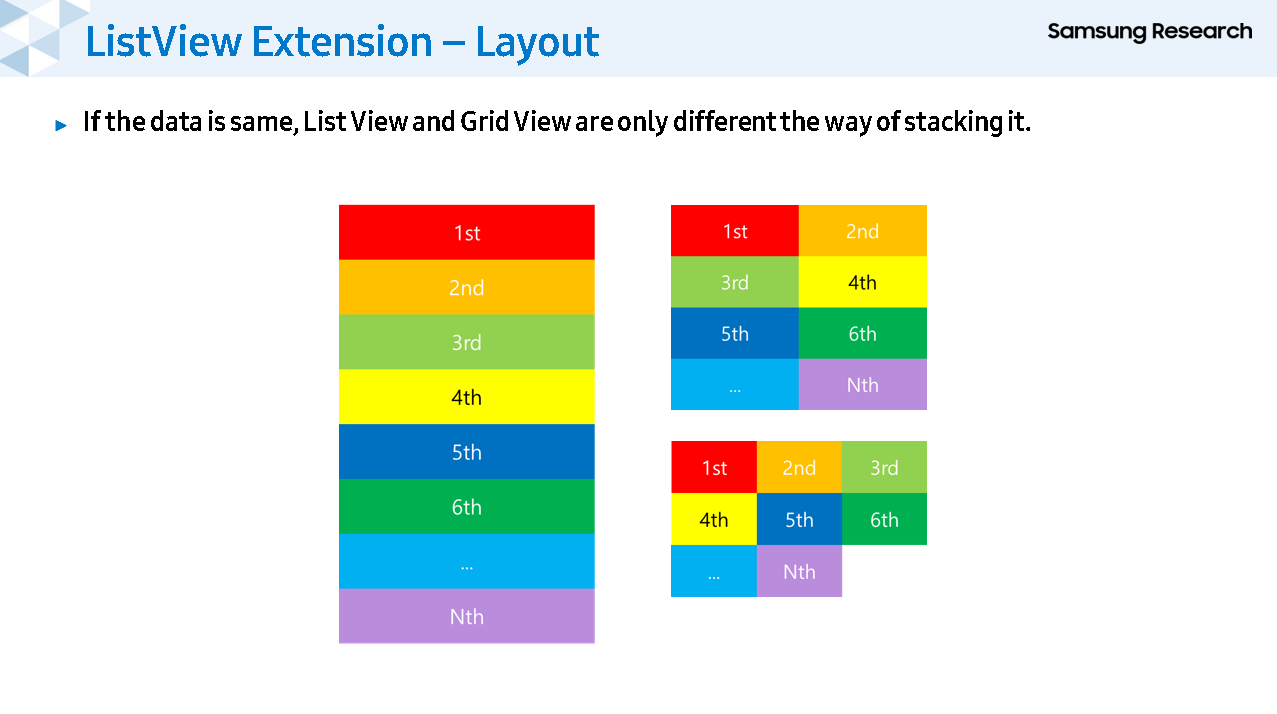 ListView Extension – Layout
Samsung Research
► If the data is same, List View and Grid View are only different the way of stacking it.
1st
2nd
3rd
4th
5th
6th
...
Nth
1st 2nd
3rd 4th
5th 6th
... Nth
1st 2nd 3rd
4th 5th 6th
... Nth